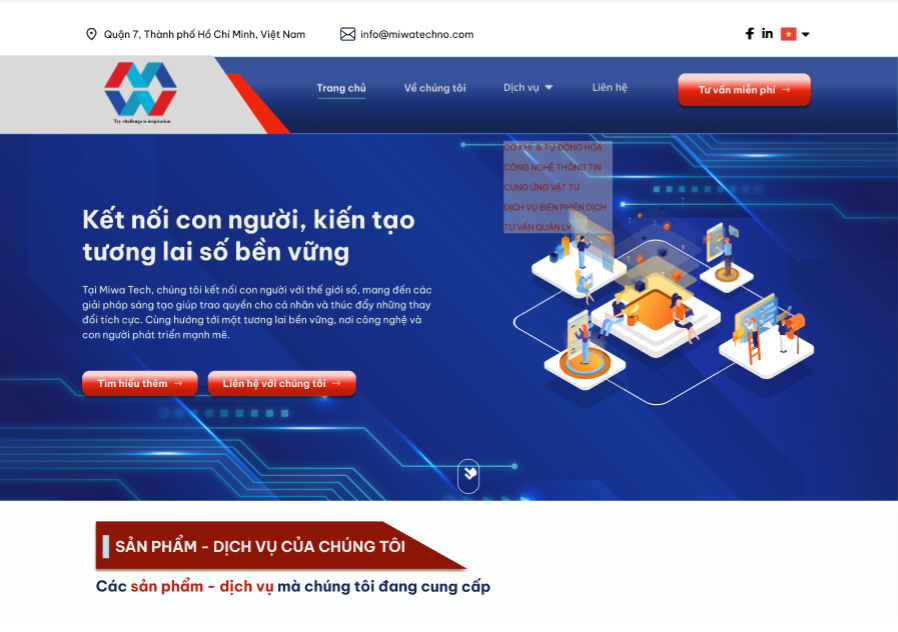 Quận 7, Thành phố Hồ Chí Minh, Việt Nam
info@miwatechno.com
Try challenge is inspiration
Trang chủ
Về chúng tôi
Dịch vụ
Liên hệ
Tư vấn miễn phí →
CƠ KHÍ & TỰ ĐỘNG HÓA
CÔNG NGHỆ THÔNG TIN
CUNG ỨNG VẬT TƯ
DỊCH VỤ BIÊN PHIÊN DỊCH
TƯ VẤN QUẢN LÝ
Kết nối con người, kiến tạo
tương lai số bền vững
Tại Miwa Tech, chúng tôi kết nối con người với thế giới số, mang đến các
giải pháp sáng tạo giúp trao quyền cho cá nhân và thúc đẩy những thay
đổi tích cực. Cùng hướng tới một tương lai bền vững, nơi công nghệ và
con người phát triển mạnh mẽ.
Tìm hiểu thêm →
Liên hệ với chúng tôi →
SẢN PHẨM - DỊCH VỤ CỦA CHÚNG TÔI
Các sản phẩm - dịch vụ mà chúng tôi đang cung cấp